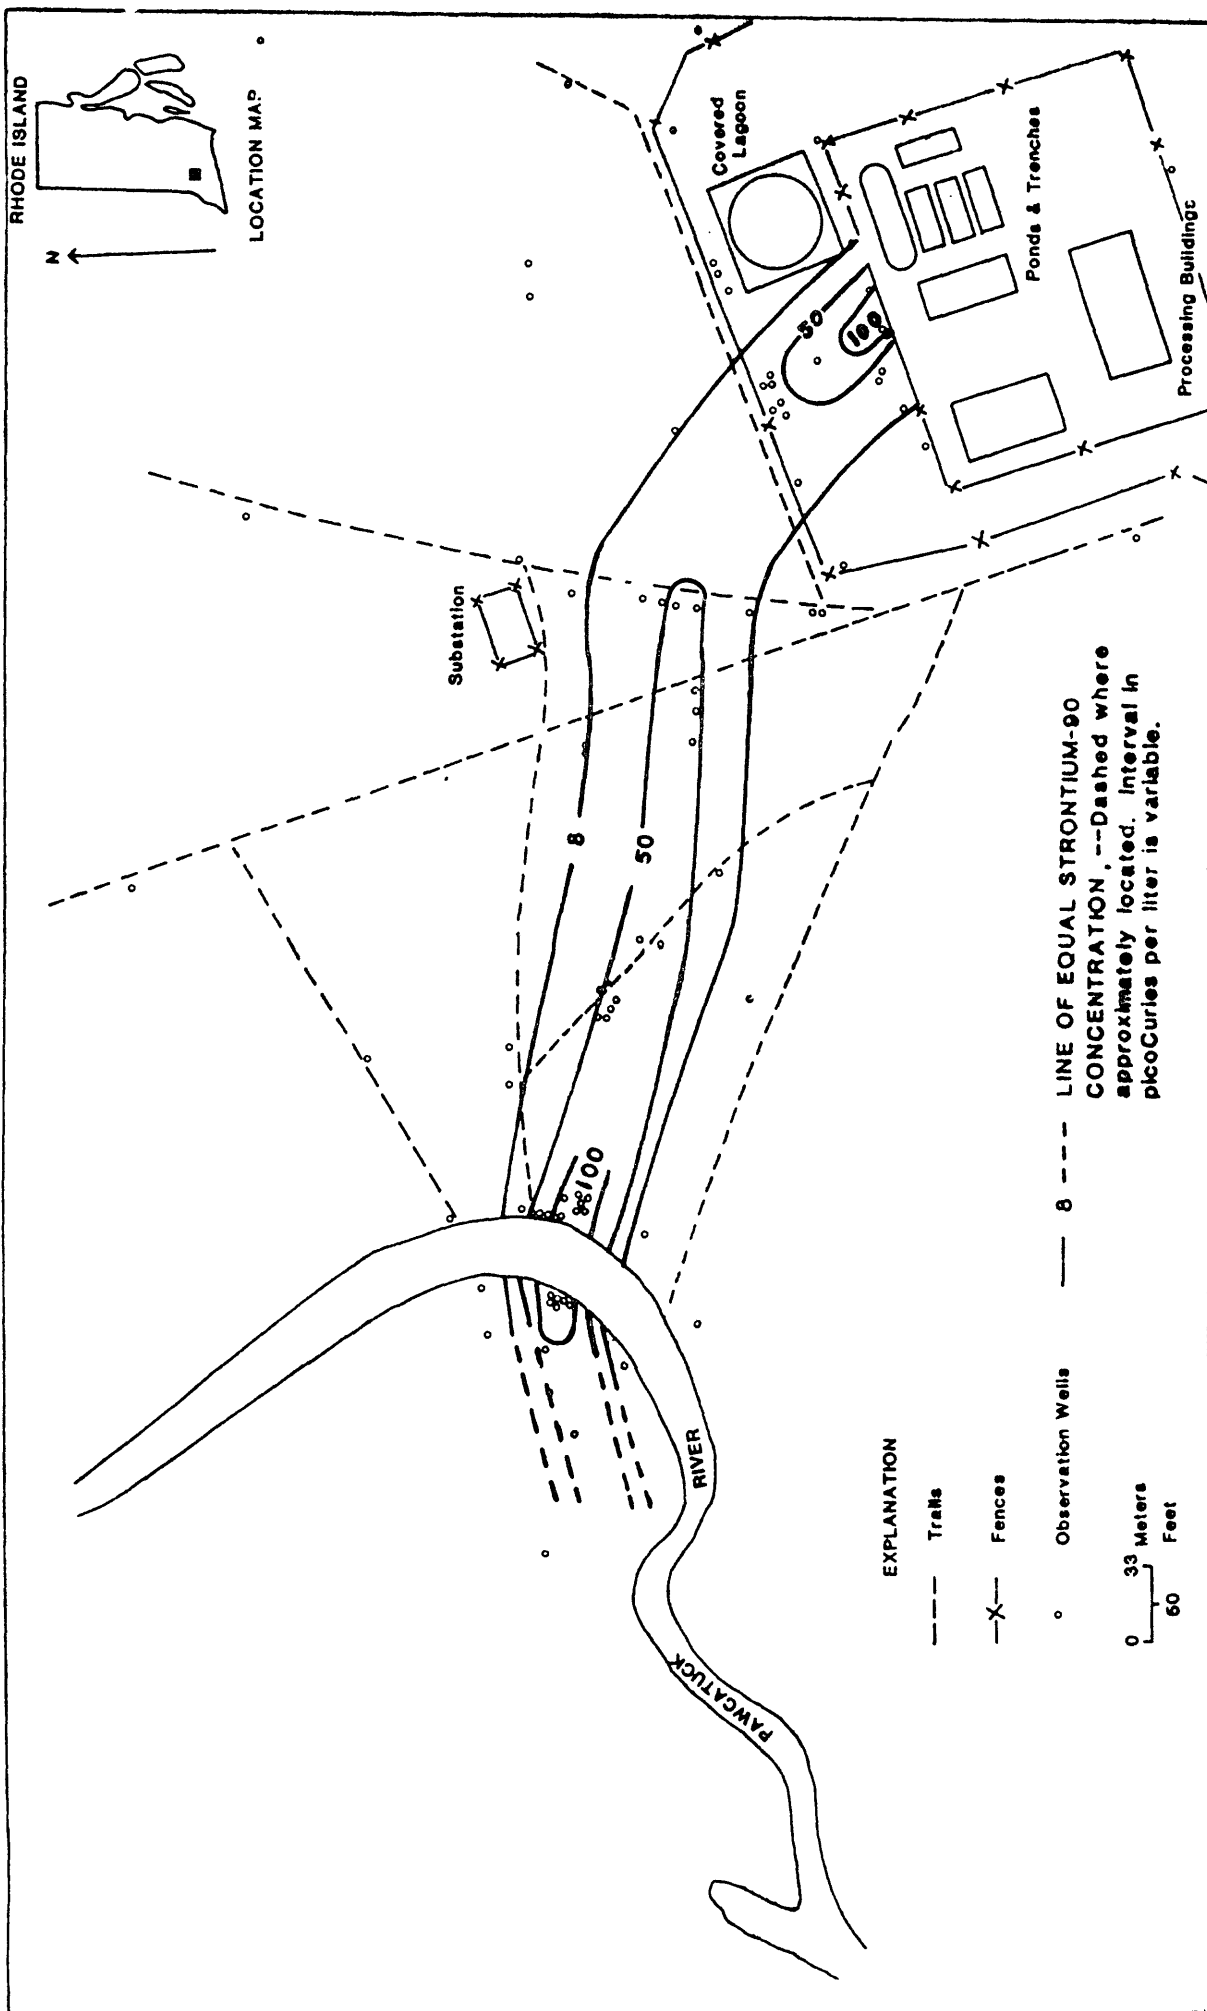 RHODE ISLAND
N
LOCATION MAP
Covered
Lagoon
Ponds & Trenches
Processing Buildings
50
100
Substation
8
50
100
RIVER
PAWCATUCK
8 --- LINE OF EQUAL STRONTIUM-90
CONCENTRATION, --Dashed where
approximately located. Interval in
picoCuries per liter is variable.
EXPLANATION
Trails
Fences
Observation Wells
0 33 Meters
50 Feet